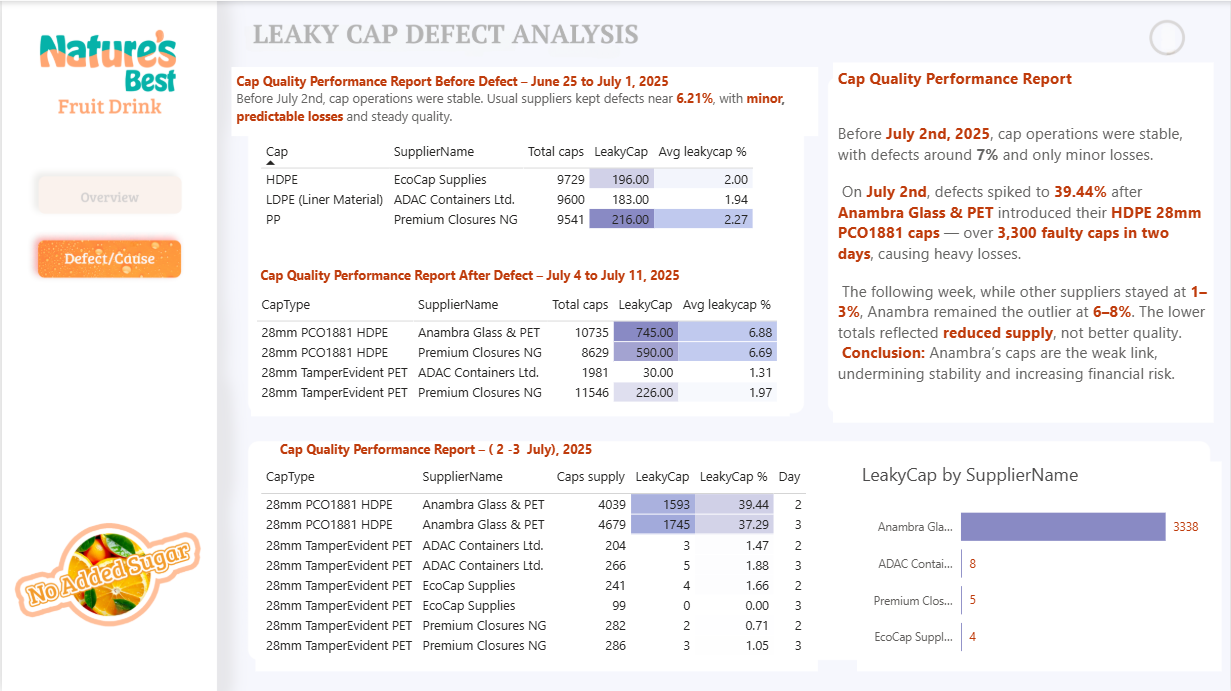 Nature's
Best
Fruit Drink
Overview
Defect/Cause
No Added Sugar
LEAKY CAP DEFECT ANALYSIS
Cap Quality Performance Report Before Defect – June 25 to July 1, 2025
Before July 2nd, cap operations were stable. Usual suppliers kept defects near 6.21%, with minor,
predictable losses and steady quality.
Cap SupplierName Total caps LeakyCap Avg leakycap %
HDPE EcoCap Supplies 9729 196.00 2.00
LDPE (Liner Material) ADAC Containers Ltd. 9600 183.00 1.94
PP Premium Closures NG 9541 216.00 2.27
Cap Quality Performance Report After Defect – July 4 to July 11, 2025
CapType SupplierName Total caps LeakyCap Avg leakycap %
28mm PCO1881 HDPE Anambra Glass & PET 10735 745.00 6.88
28mm PCO1881 HDPE Premium Closures NG 8629 590.00 6.69
28mm TamperEvident PET ADAC Containers Ltd. 1981 30.00 1.31
28mm TamperEvident PET Premium Closures NG 11546 226.00 1.97
Cap Quality Performance Report
Before July 2nd, 2025, cap operations were stable,
with defects around 7% and only minor losses.
On July 2nd, defects spiked to 39.44% after
Anambra Glass & PET introduced their HDPE 28mm
PCO1881 caps — over 3,300 faulty caps in two
days, causing heavy losses.
The following week, while other suppliers stayed at 1–
3%, Anambra remained the outlier at 6–8%. The lower
totals reflected reduced supply, not better quality.
Conclusion: Anambra's caps are the weak link,
undermining stability and increasing financial risk.
Cap Quality Performance Report – ( 2 -3 July), 2025
CapType SupplierName Caps supply LeakyCap LeakyCap % Day
28mm PCO1881 HDPE Anambra Glass & PET 4039 1593 39.44 2
28mm PCO1881 HDPE Anambra Glass & PET 4679 1745 37.29 3
28mm TamperEvident PET ADAC Containers Ltd. 204 3 1.47 2
28mm TamperEvident PET ADAC Containers Ltd. 266 5 1.88 3
28mm TamperEvident PET EcoCap Supplies 241 4 1.66 2
28mm TamperEvident PET EcoCap Supplies 99 0 0.00 3
28mm TamperEvident PET Premium Closures NG 282 2 0.71 2
28mm TamperEvident PET Premium Closures NG 286 3 1.05 3
LeakyCap by SupplierName
Anambra Gla... 3338
ADAC Contai... 8
Premium Clos... 5
EcoCap Suppl... 4